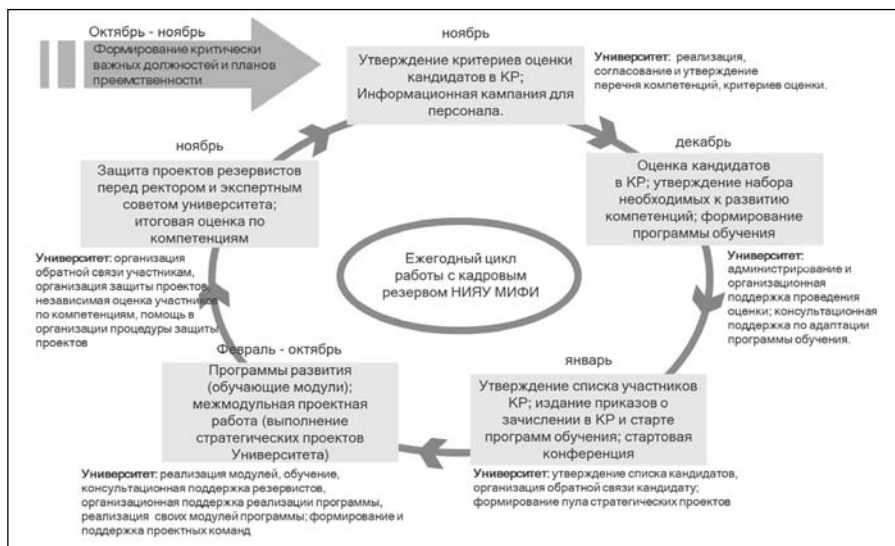 Октябрь - ноябрь
Формирование критически
важных должностей и планов
преемственности
ноябрь
Утверждение критериев оценки
кандидатов в КР;
Информационная кампания для
персонала.
Университет: реализация,
согласование и утверждение
перечня компетенций, критериев оценки.
декабрь
Оценка кандидатов
в КР; утверждение набора
необходимых к развитию
компетенций; формирование
программы обучения
Университет:
администрирование и
организационная
поддержка проведения
оценки; консультационная
поддержка по адаптации
программы обучения.
январь
Утверждение списка участников
КР; издание приказов о
зачислении в КР и старте
программ обучения; стартовая
конференция
Университет: утверждение списка кандидатов,
организация обратной связи кандидату;
формирование пула стратегических проектов
Февраль - октябрь
Программы развития
(обучающие модули);
межмодульная проектная
работа (выполнение
стратегических проектов
Университета)
Университет: реализация модулей, обучение,
консультационная поддержка резервистов,
организационная поддержка реализации программы,
реализация своих модулей программы; формирование и
поддержка проектных команд
ноябрь
Защита проектов резервистов
перед ректором и экспертным
советом университета;
итоговая оценка по
компетенциям
Университет: организация
обратной связи участникам,
организация защиты проектов,
независимая оценка участников
по компетенциям, помощь в
организации процедуры защиты
проектов
Ежегодный цикл
работы с кадровым
резервом НИЯУ МИФИ